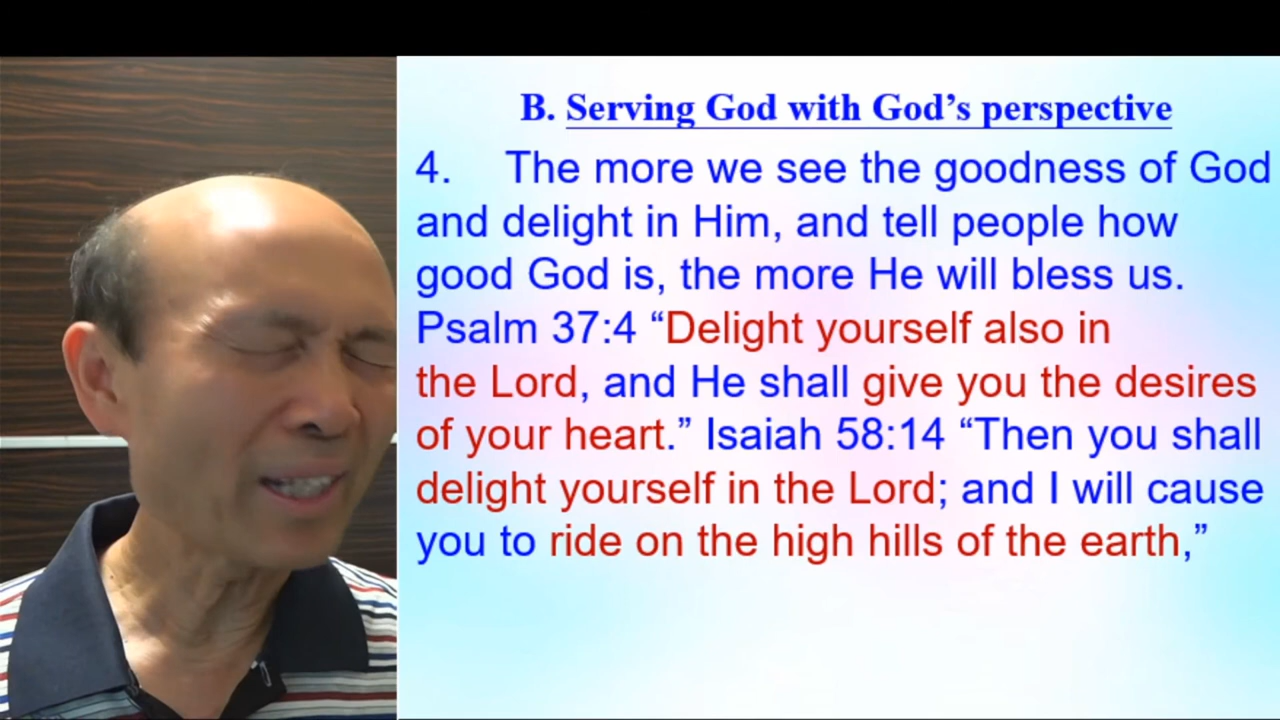 B. Serving God with God’s perspective
4. The more we see the goodness of God
and delight in Him, and tell people how
good God is, the more He will bless us.
Psalm 37:4 “Delight yourself also in
the Lord, and He shall give you the desires
of your heart.” Isaiah 58:14 “Then you shall
delight yourself in the Lord; and I will cause
you to ride on the high hills of the earth,”